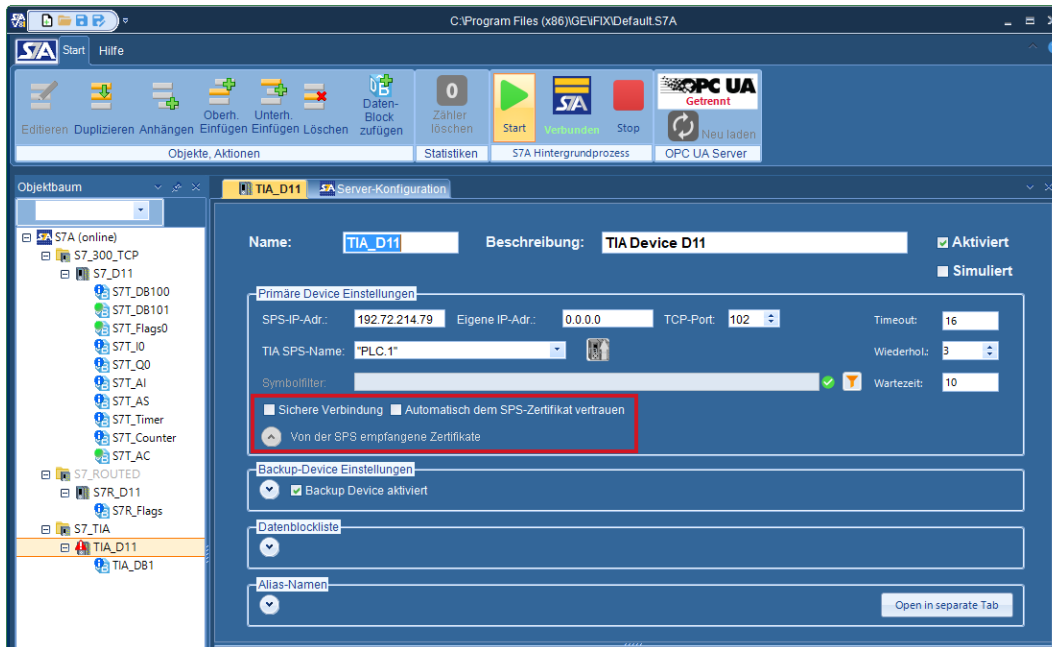 C:\Program Files (x86)\GE\iFIX\Default.S7A
S7A Start Hilfe
Editieren Duplizieren Anhängen Oberh. Einfügen Unterh. Einfügen Löschen Daten-Block zufügen
0 Zähler löschen
Start S7A Verbunden Stop
OPC UA Getrennt Neu laden
Objekte, Aktionen Statistiken S7A Hintergrundprozess OPC UA Server
Objektbaum
S7A (online)
S7_300_TCP
S7_D11
S7T_DB100
S7T_DB101
S7T_Flags0
S7T_I0
S7T_Q0
S7T_AI
S7T_AS
S7T_Timer
S7T_Counter
S7T_AC
S7_ROUTED
S7R_D11
S7R_Flags
S7_TIA
TIA_D11
TIA_DB1
TIA_D11 Server-Konfiguration
Name: TIA_D11 Beschreibung: TIA Device D11 Aktiviert
Simuliert
Primäre Device Einstellungen
SPS-IP-Adr.: 192.72.214.79 Eigene IP-Adr.: 0.0.0.0 TCP-Port: 102 Timeout: 16
TIA SPS-Name: "PLC.1" Wiederhol.: 3
Symbolfilter: Wartezeit: 10
Sichere Verbindung Automatisch dem SPS-Zertifikat vertrauen
Von der SPS empfangene Zertifikate
Backup-Device Einstellungen
Backup Device aktiviert
Datenblockliste
Alias-Namen
Open in separate Tab